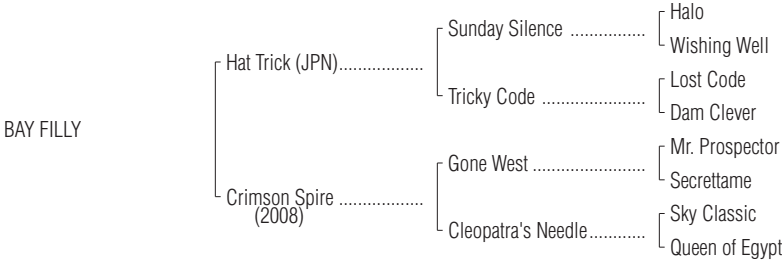 Halo
Sunday Silence ................
Wishing Well
Hat Trick (JPN)..................
Lost Code
Tricky Code ......................
Dam Clever
BAY FILLY
Mr. Prospector
Gone West ........................
Secrettame
Crimson Spire ..................
(2008)
Sky Classic
Cleopatra's Needle............
Queen of Egypt